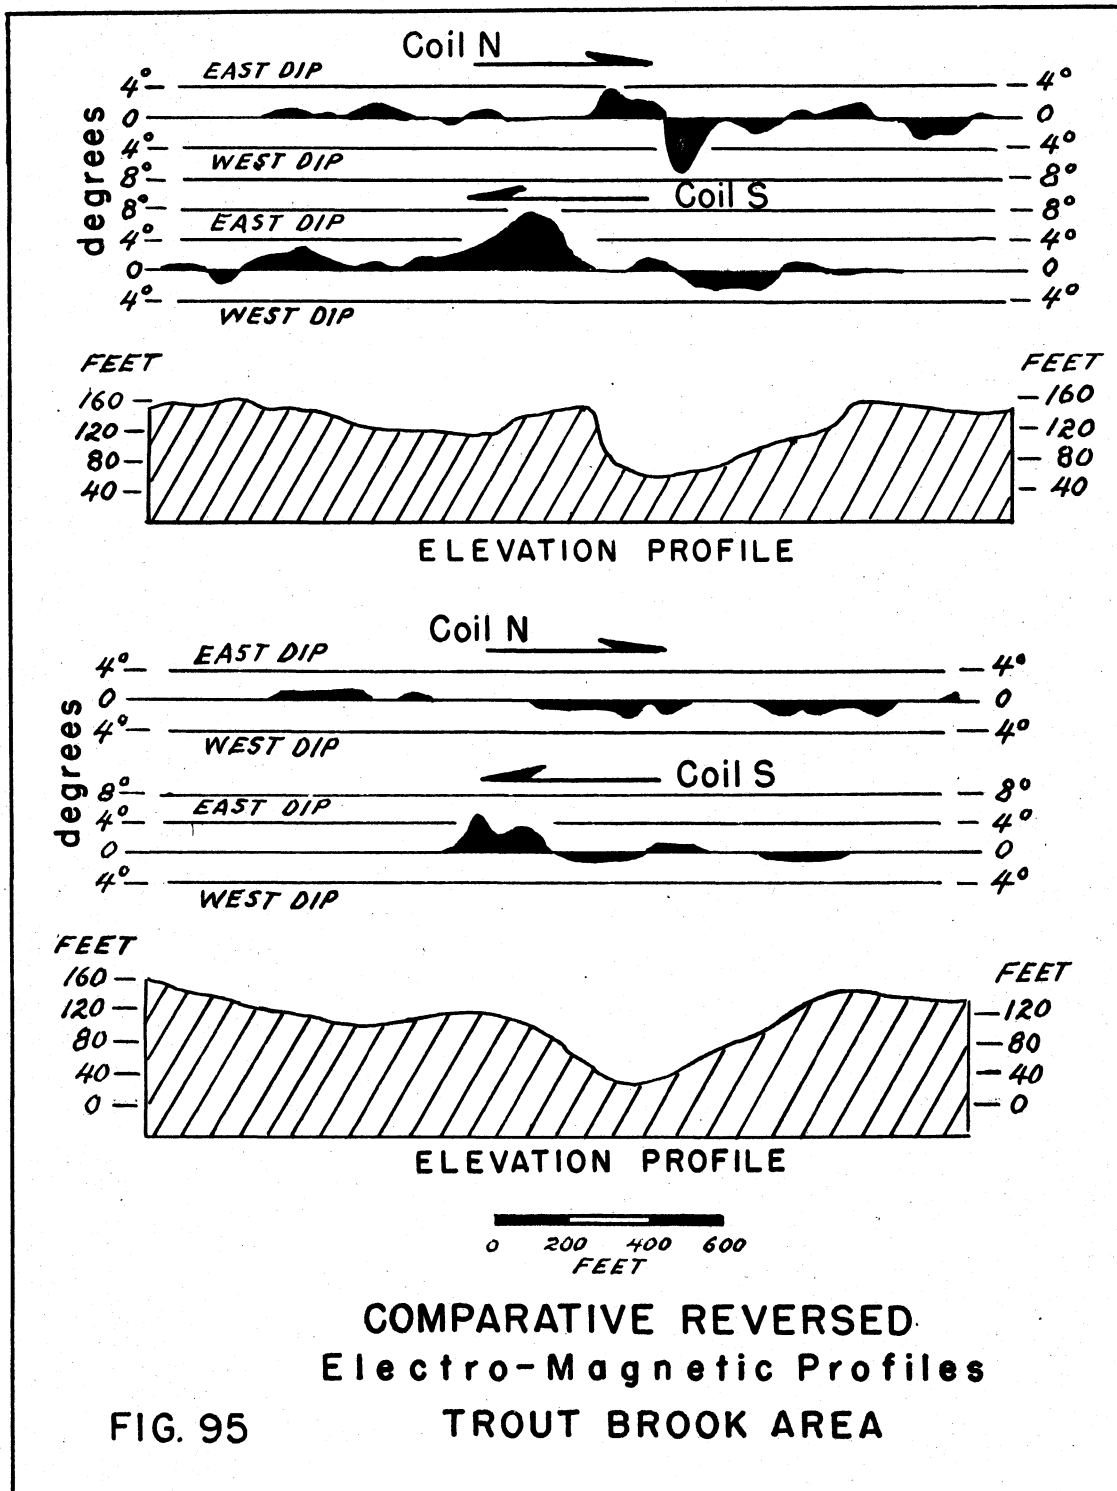 Coil N
EAST DIP
4° 4°
0 0
4° 4°
WEST DIP
8° 8°
Coil S
8° 8°
EAST DIP
4° 4°
0 0
4° 4°
WEST DIP
degrees
FEET FEET
160 160
120 120
80 80
40 40
ELEVATION PROFILE
Coil N
EAST DIP
4° 4°
0 0
4° 4°
WEST DIP
Coil S
8° 8°
EAST DIP
4° 4°
0 0
4° 4°
WEST DIP
degrees
FEET FEET
160
120 120
80 80
40 40
0 0
ELEVATION PROFILE
0 200 400 600
FEET
COMPARATIVE REVERSED
Electro-Magnetic Profiles
FIG. 95 TROUT BROOK AREA